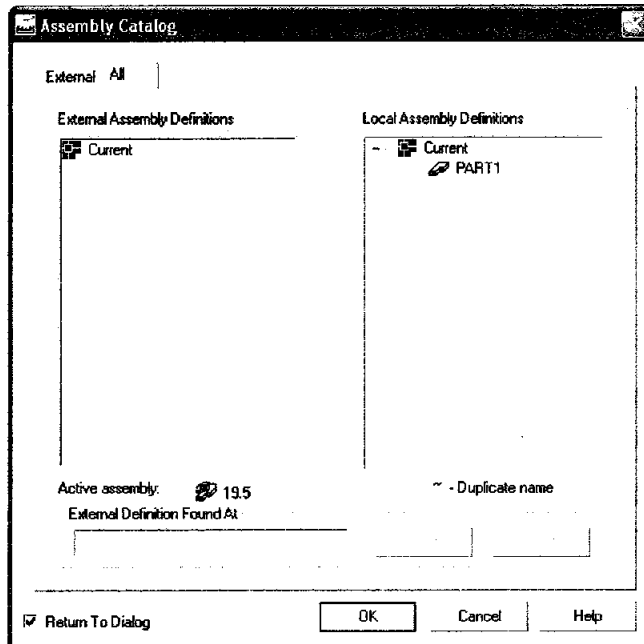 Assembly Catalog
External All
External Assembly Definitions
Current
Local Assembly Definitions
Current
PART1
Active assembly: 19.5
~ - Duplicate name
External Definition Found At
Return To Dialog
OK
Cancel
Help